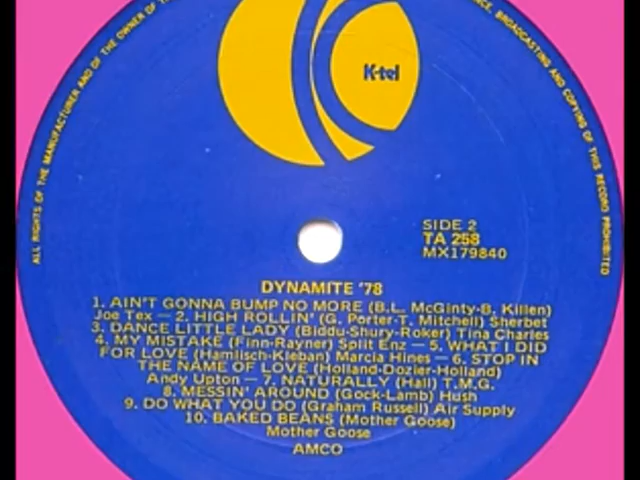 ALL RIGHTS OF THE MANUFACTURER AND OF THE OWNER OF
NCE, BROADCASTING AND COPYING OF THIS RECORD PROHIBITED
K-tel
SIDE 2
TA 258
MX179840
DYNAMITE '78
1. AIN'T GONNA BUMP NO MORE (B.L. McGinty-B. Killen)
Joe Tex — 2. HIGH ROLLIN' (G. Porter-T. Mitchell) Sherbet
3. DANCE LITTLE LADY (Biddu-Shury-Roker) Tina Charles
4. MY MISTAKE (Finn-Rayner) Split Enz — 5. WHAT I DID
FOR LOVE (Hamlisch-Kleban) Marcia Hines — 6. STOP IN
THE NAME OF LOVE (Holland-Dozier-Holland)
Andy Upton — 7. NATURALLY (Hall) T.M.G.
8. MESSIN' AROUND (Gock-Lamb) Hush
9. DO WHAT YOU DO (Graham Russell) Air Supply
10. BAKED BEANS (Mother Goose)
Mother Goose
AMCO